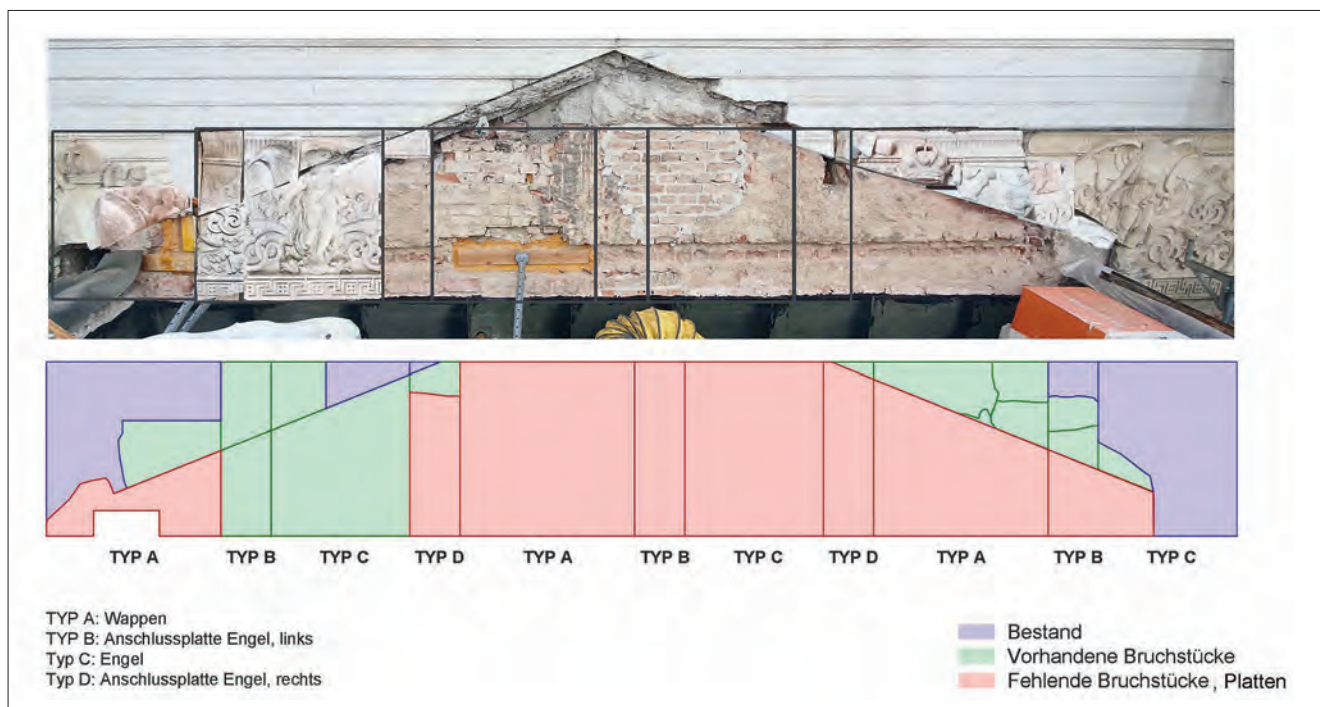 TYP A TYP B TYP C TYP D TYP A TYP B TYP C TYP D TYP A TYP B TYP C
TYP A: Wappen
TYP B: Anschlussplatte Engel, links
Typ C: Engel
Typ D: Anschlussplatte Engel, rechts
Bestand
Vorhandene Bruchstücke
Fehlende Bruchstücke, Platten